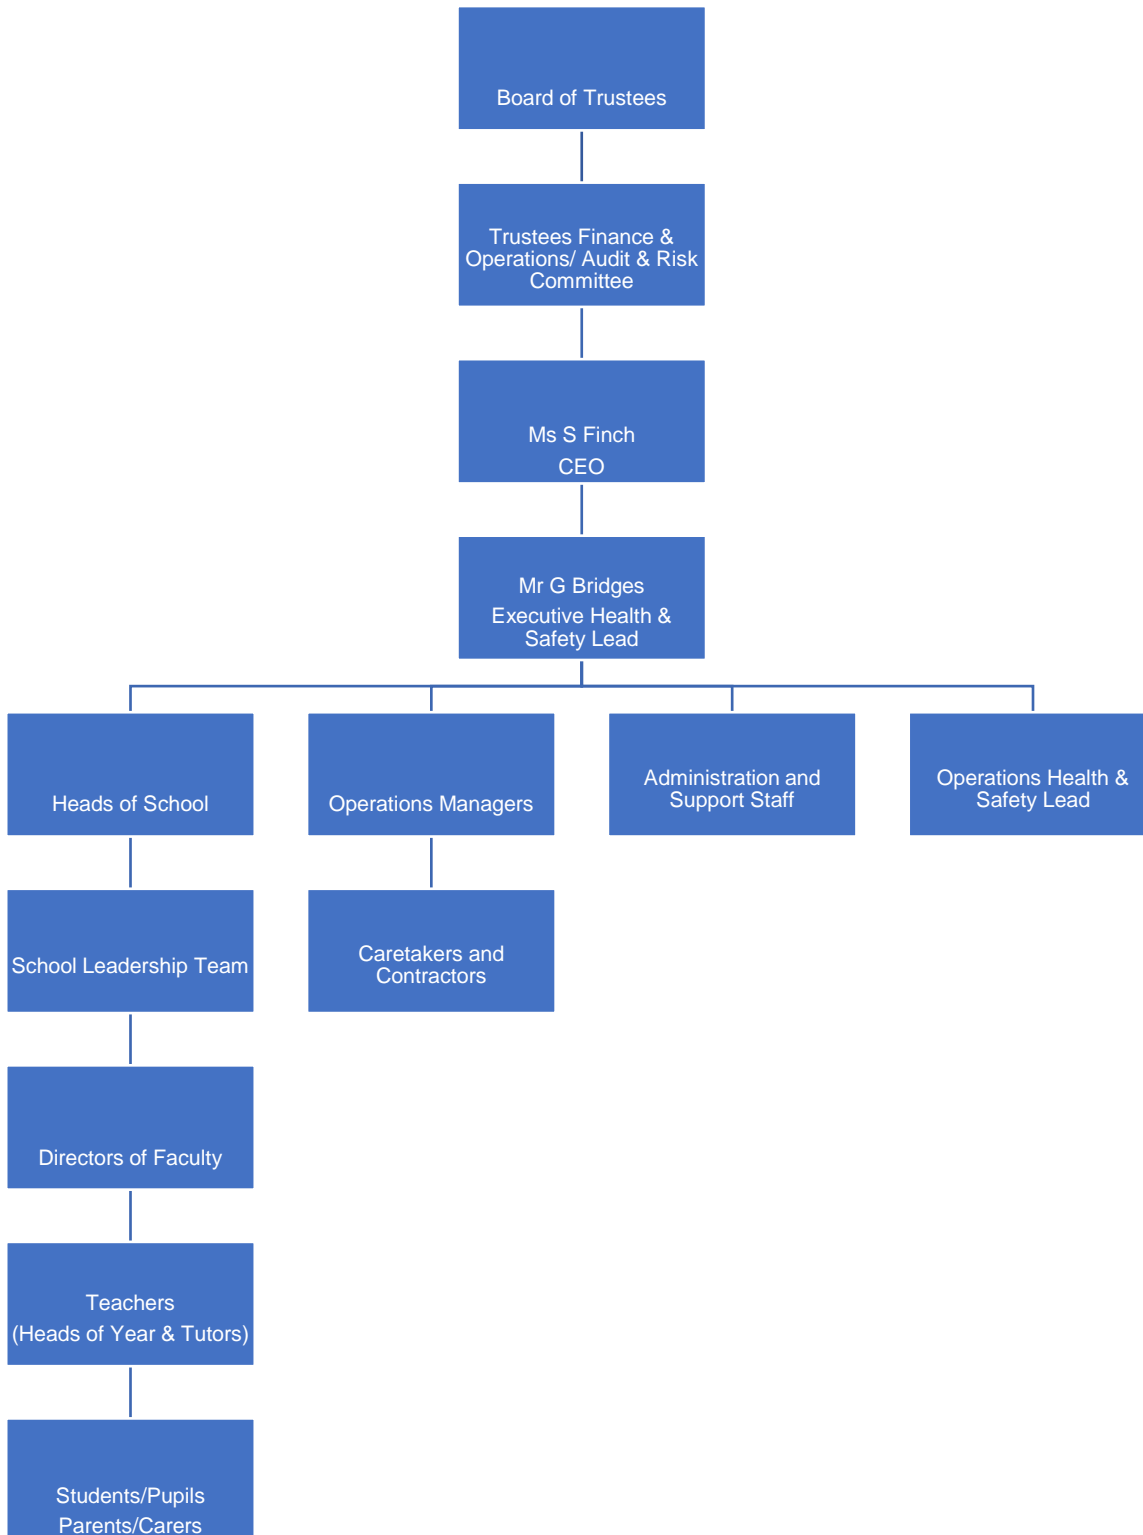 Board of Trustees
Trustees Finance &
Operations/ Audit & Risk
Committee
Ms S Finch
CEO
Mr G Bridges
Executive Health &
Safety Lead
Heads of School
Operations Managers
Administration and
Support Staff
Operations Health &
Safety Lead
School Leadership Team
Caretakers and
Contractors
Directors of Faculty
Teachers
(Heads of Year & Tutors)
Students/Pupils
Parents/Carers